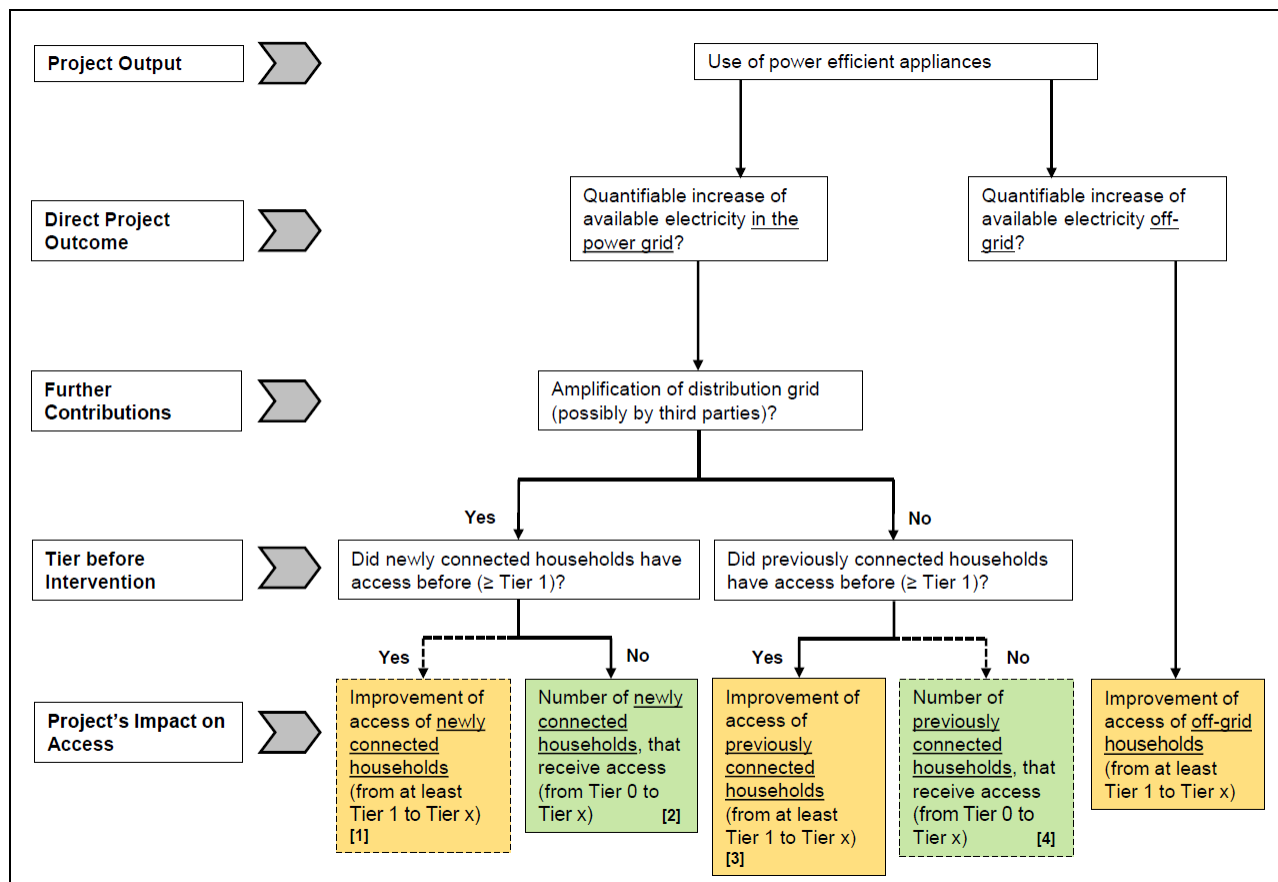 Project Output
Use of power efficient appliances
Direct Project
Outcome
Quantifiable increase of
available electricity in the
power grid?
Quantifiable increase of
available electricity off-
grid?
Further
Contributions
Amplification of distribution grid
(possibly by third parties)?
Yes
No
Tier before
Intervention
Did newly connected households have
access before (≥ Tier 1)?
Did previously connected households
have access before (≥ Tier 1)?
Yes
No
Yes
No
Project's Impact on
Access
Improvement of
access of newly
connected
households
(from at least
Tier 1 to Tier x)
[1]
Number of newly
connected
households, that
receive access
(from Tier 0 to
Tier x) [2]
Improvement of
access of
previously
connected
households
(from at least
Tier 1 to Tier x)
[3]
Number of
previously
connected
households, that
receive access
(from Tier 0 to
Tier x) [4]
Improvement of
access of off-grid
households
(from at least
Tier 1 to Tier x)